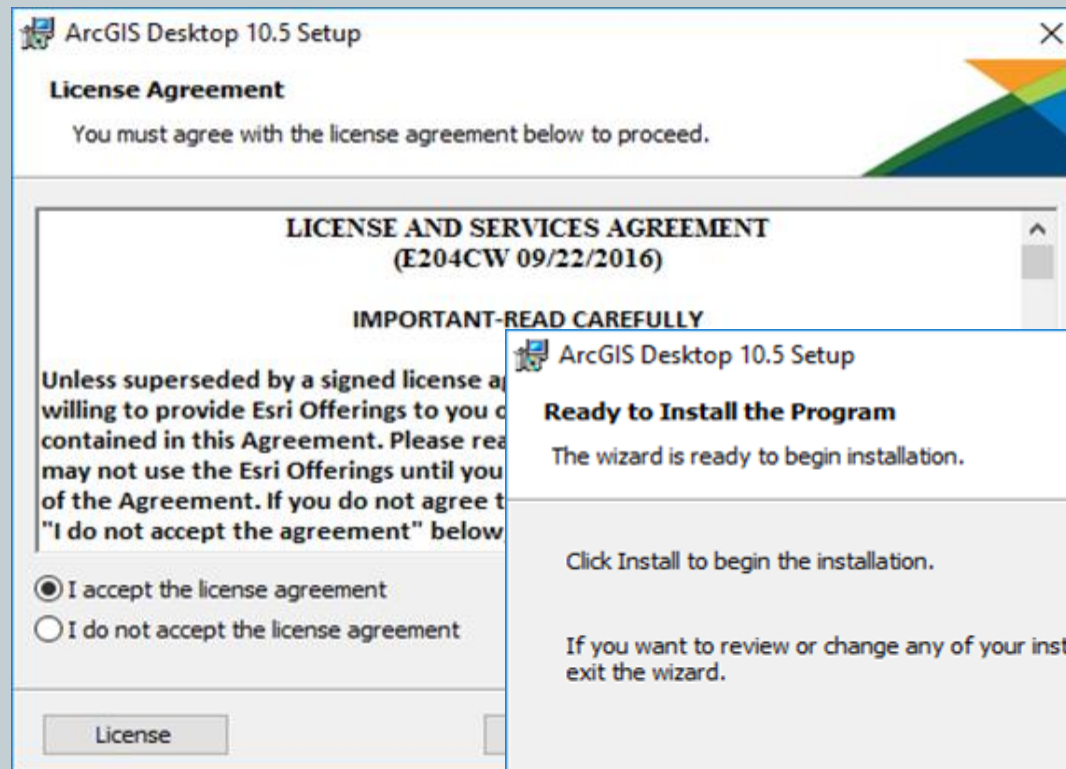 ArcGIS Desktop 10.5 Setup
License Agreement
You must agree with the license agreement below to proceed.
LICENSE AND SERVICES AGREEMENT
(E204CW 09/22/2016)
IMPORTANT-READ CAREFULLY
Unless superseded by a signed license
willing to provide Esri Offerings to you
contained in this Agreement. Please
may not use the Esri Offerings until you
of the Agreement. If you do not agree
"I do not accept the agreement" below
I accept the license agreement
I do not accept the license agreement
License
ArcGIS Desktop 10.5 Setup
Ready to Install the Program
The wizard is ready to begin installation.
Click Install to begin the installation.
If you want to review or change any of your
exit the wizard.